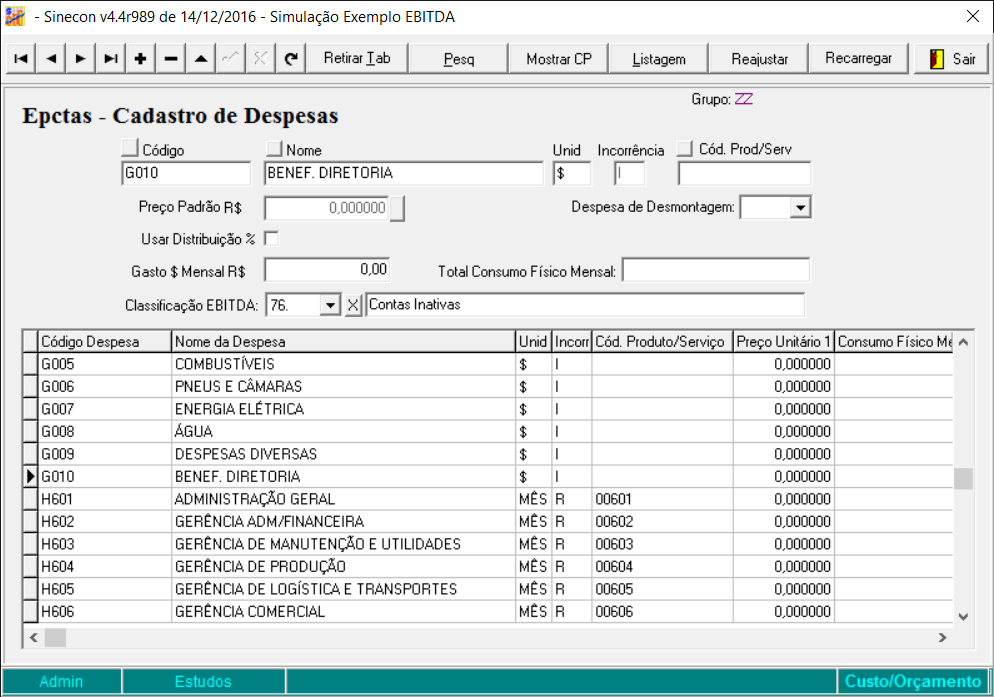 - Sinecon v4.4r989 de 14/12/2016 - Simulação Exemplo EBITDA
Retirar Tab Pesq Mostrar CP Listagem Reajustar Recarregar Sair
Grupo: ZZ
Epctas - Cadastro de Despesas
Código Nome Unid Incorrência Cód. Prod/Serv
G010 BENEF. DIRETORIA $ I
Preço Padrão R$ 0,000000 Despesa de Desmontagem:
Usar Distribuição %
Gasto $ Mensal R$ 0,00 Total Consumo Físico Mensal:
Classificação EBITDA: 76. X Contas Inativas
Código Despesa Nome da Despesa Unid Incorr Cód. Produto/Serviço Preço Unitário 1 Consumo Físico Me
G005 COMBUSTÍVEIS $ I 0,000000
G006 PNEUS E CÂMARAS $ I 0,000000
G007 ENERGIA ELÉTRICA $ I 0,000000
G008 ÁGUA $ I 0,000000
G009 DESPESAS DIVERSAS $ I 0,000000
G010 BENEF. DIRETORIA $ I 0,000000
H601 ADMINISTRAÇÃO GERAL MÊS R 00601 0,000000
H602 GERÊNCIA ADM/FINANCEIRA MÊS R 00602 0,000000
H603 GERÊNCIA DE MANUTENÇÃO E UTILIDADES MÊS R 00603 0,000000
H604 GERÊNCIA DE PRODUÇÃO MÊS R 00604 0,000000
H605 GERÊNCIA DE LOGÍSTICA E TRANSPORTES MÊS R 00605 0,000000
H606 GERÊNCIA COMERCIAL MÊS R 00606 0,000000
Admin Estudos Custo/Orçamento